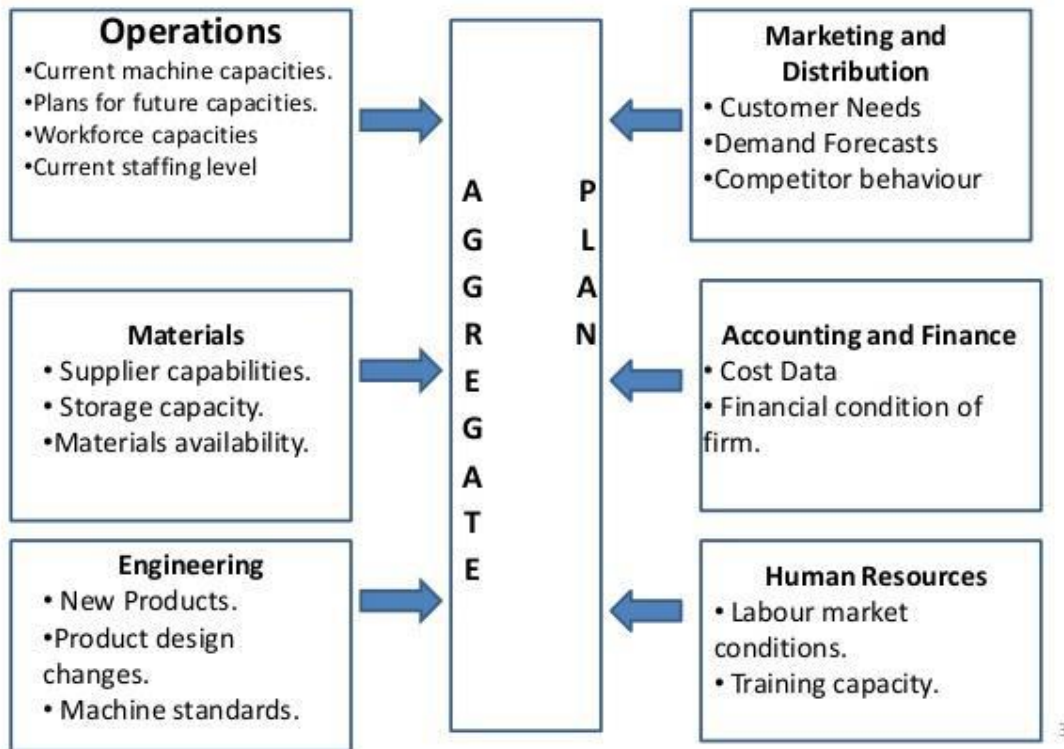 Operations
•Current machine capacities.
•Plans for future capacities.
•Workforce capacities
•Current staffing level
Materials
• Supplier capabilities.
• Storage capacity.
•Materials availability.
Engineering
• New Products.
•Product design
changes.
• Machine standards.
A
G
G
R
E
G
A
T
E
P
L
A
N
Marketing and
Distribution
• Customer Needs
•Demand Forecasts
•Competitor behaviour
Accounting and Finance
• Cost Data
• Financial condition of
firm.
Human Resources
• Labour market
conditions.
• Training capacity.